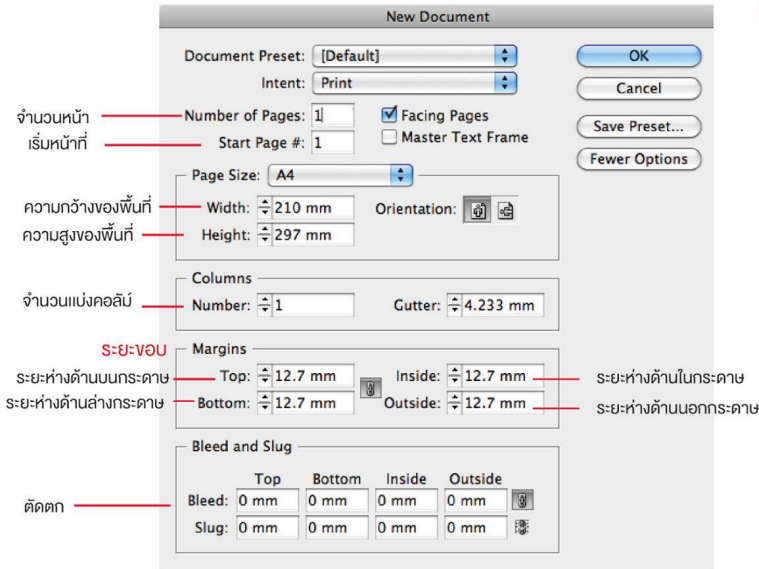 New Document
Document Preset: [Default] OK
Intent: Print Cancel
จำนวนหน้า Number of Pages: 1 Facing Pages Save Preset...
เริ่มหน้าที่ Start Page #: 1 Master Text Frame Fewer Options
Page Size: A4
ความกว้างของพื้นที่ Width: 210 mm Orientation:
ความสูงของพื้นที่ Height: 297 mm
Columns
จำนวนแบ่งคอลัม์ Number: 1 Gutter: 4.233 mm
ระยะขอบ Margins
ระยะห่างด้านบนกระดาษ Top: 12.7 mm Inside: 12.7 mm ระยะห่างด้านในกระดาษ
ระยะห่างด้านล่างกระดาษ Bottom: 12.7 mm Outside: 12.7 mm ระยะห่างด้านนอกกระดาษ
Bleed and Slug
Top Bottom Inside Outside
ตัดตก Bleed: 0 mm 0 mm 0 mm 0 mm
Slug: 0 mm 0 mm 0 mm 0 mm